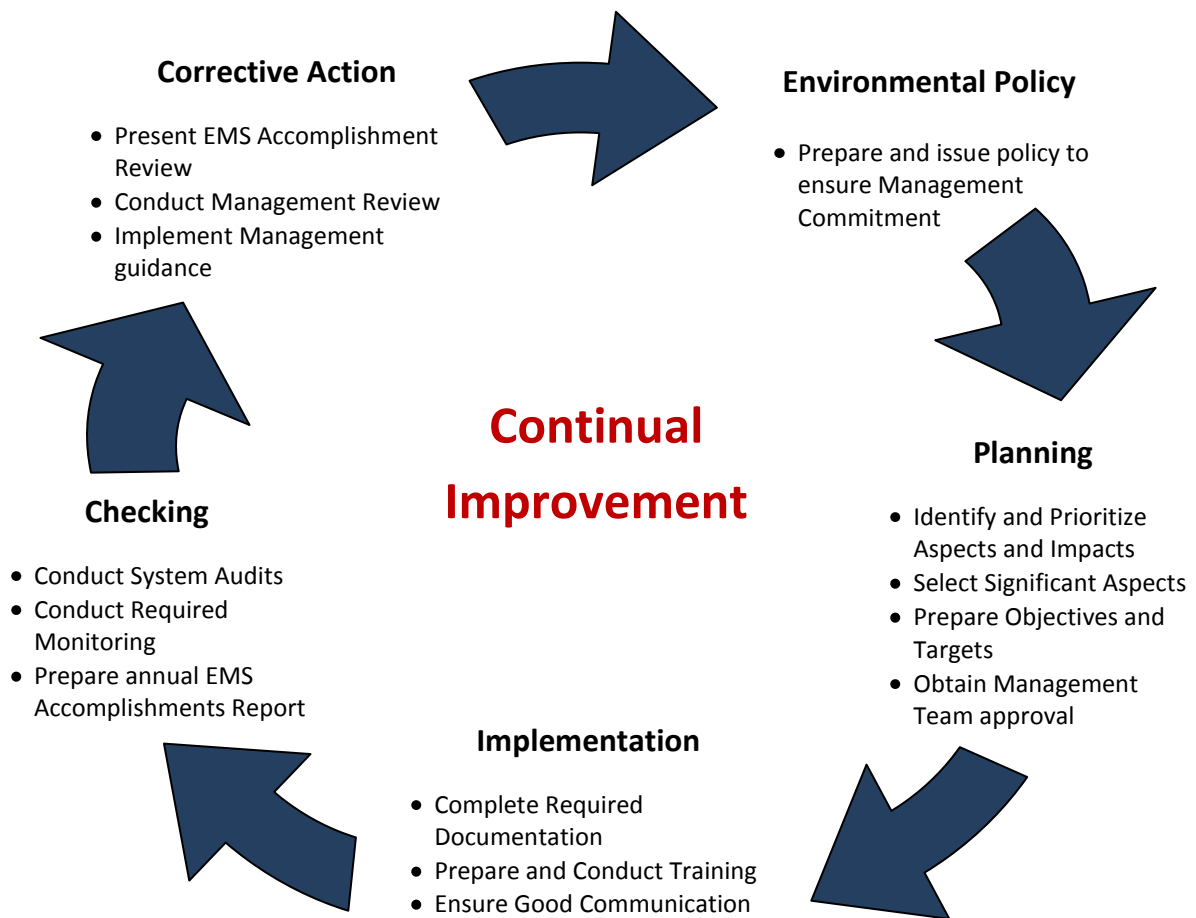 Corrective Action
• Present EMS Accomplishment
Review
• Conduct Management Review
• Implement Management
guidance
Environmental Policy
• Prepare and issue policy to
ensure Management
Commitment
Continual
Improvement
Planning
• Identify and Prioritize
Aspects and Impacts
• Select Significant Aspects
• Prepare Objectives and
Targets
• Obtain Management
Team approval
Checking
• Conduct System Audits
• Conduct Required
Monitoring
• Prepare annual EMS
Accomplishments Report
Implementation
• Complete Required
Documentation
• Prepare and Conduct Training
• Ensure Good Communication